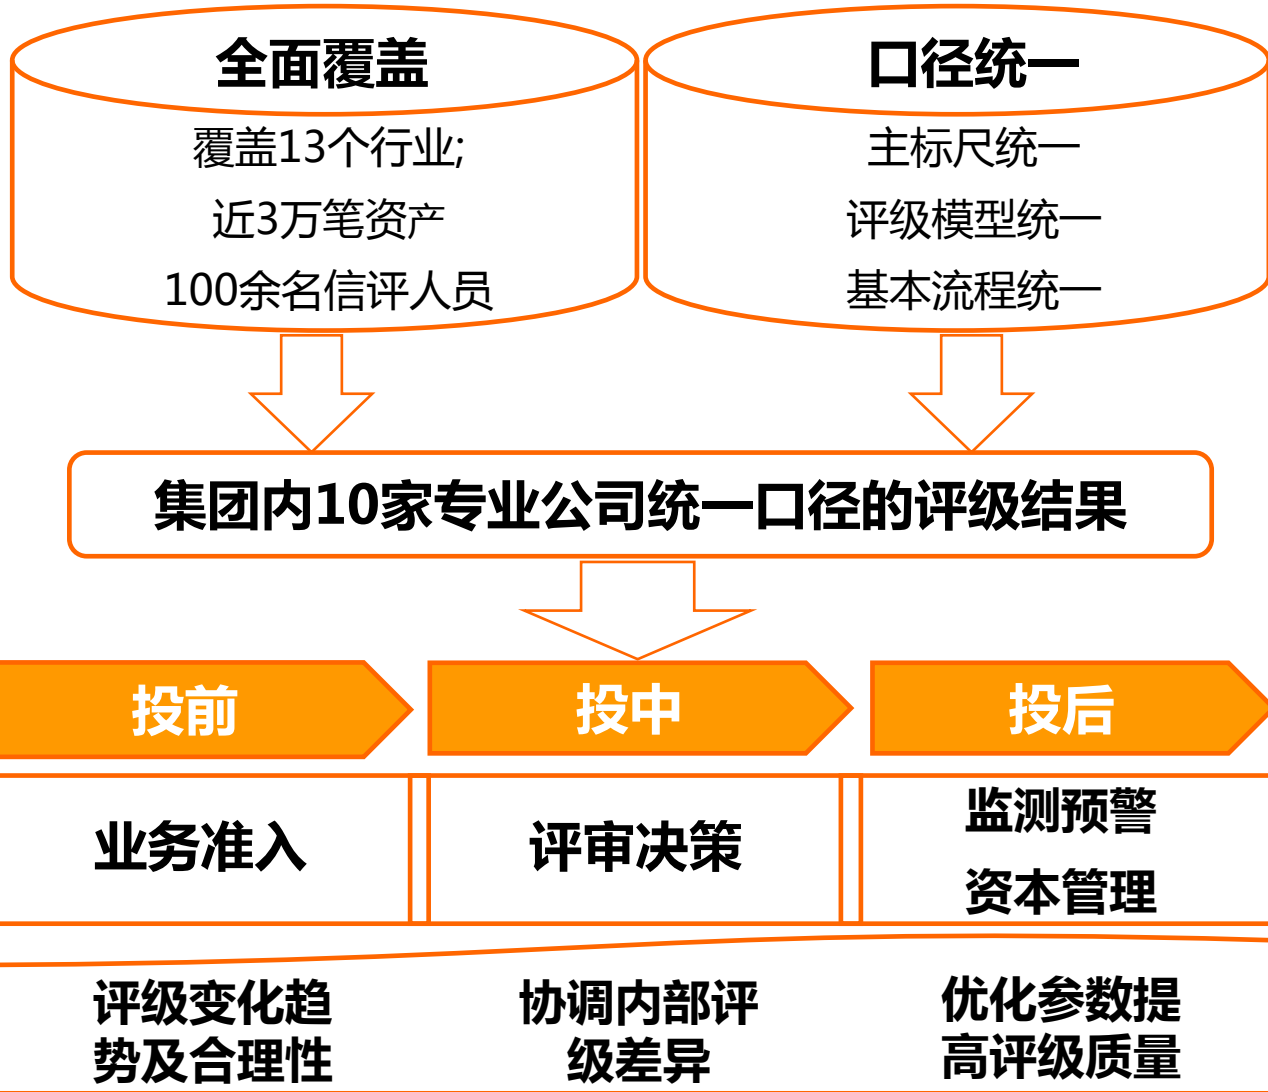 全面覆盖
覆盖13个行业;
近3万笔资产
100余名信评人员
口径统一
主标尺统一
评级模型统一
基本流程统一
集团内10家专业公司统一口径的评级结果
投前
投中
投后
业务准入
评审决策
监测预警
资本管理
评级变化趋
势及合理性
协调内部评
级差异
优化参数提
高评级质量